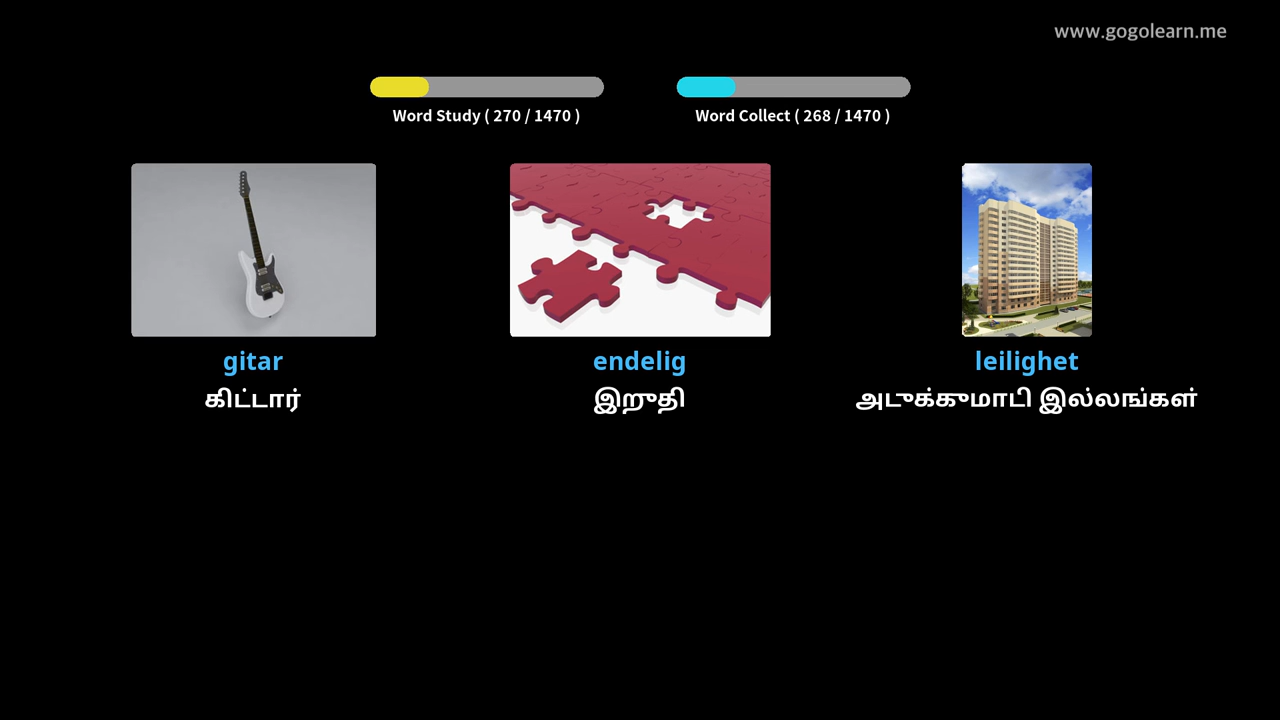 www.gogolearn.me
Word Study ( 270 / 1470 )
Word Collect ( 268 / 1470 )
gitar
endelig
leilighet
கிட்டார்
இறுதி
அடுக்குமாடி இல்லங்கள்